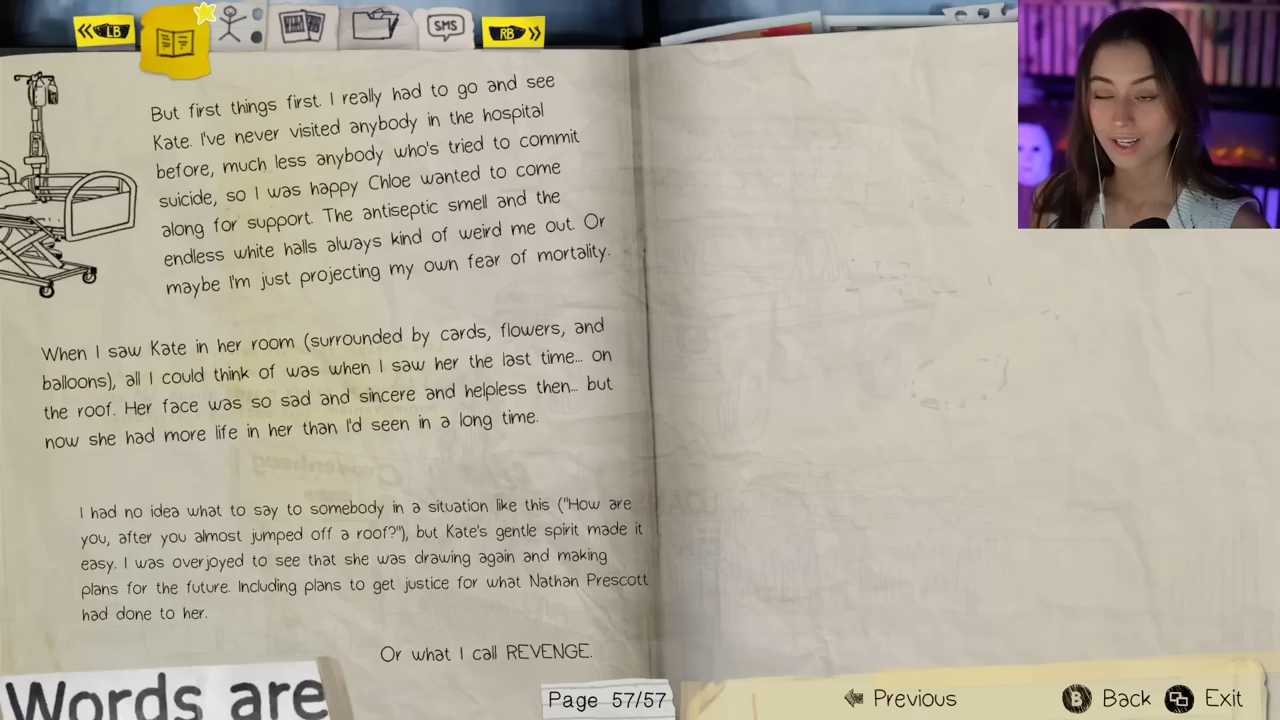 LB
SMS
RB
But first things first. I really had to go and see
Kate. I've never visited anybody in the hospital
before, much less anybody who's tried to commit
suicide, so I was happy Chloe wanted to come
along for support. The antiseptic smell and the
endless white halls always kind of weird me out. Or
maybe I'm just projecting my own fear of mortality.
When I saw Kate in her room (surrounded by cards, flowers, and
balloons), all I could think of was when I saw her the last time... on
the roof. Her face was so sad and sincere and helpless then... but
now she had more life in her than I'd seen in a long time.
I had no idea what to say to somebody in a situation like this ("How are
you, after you almost jumped off a roof?"), but Kate's gentle spirit made it
easy. I was overjoyed to see that she was drawing again and making
plans for the future. Including plans to get justice for what Nathan Prescott
had done to her.
Or what I call REVENGE.
Words are
Page 57/57
Previous
B Back
Exit